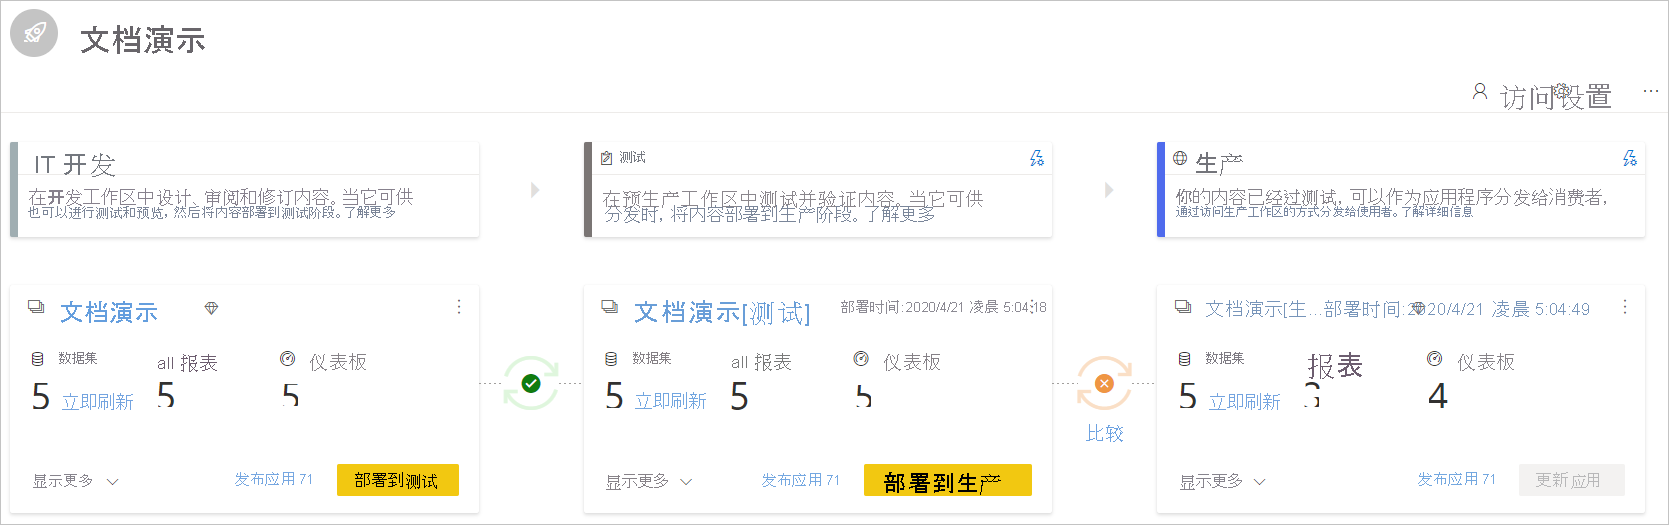 文档演示
访问设置
IT 开发
在开发工作区中设计、审阅和修订内容。当它可供
也可以进行测试和预览，然后将内容部署到测试阶段。了解更多
测试
在预生产工作区中测试并验证内容。当它可供
分发时，将内容部署到生产阶段。了解更多
生产
你的内容已经过测试，可以作为应用程序分发给消费者，
通过访问生产工作区的方式分发给使用者。了解详细信息
文档演示
数据集 all 报表 仪表板
5 立即刷新 5 5
显示更多 发布应用 71 部署到测试
文档演示[测试] 部署时间:2020/4/21 凌晨 5:04:18
数据集 all 报表 仪表板
5 立即刷新 5 5
显示更多 发布应用 71 部署到生产
比较
文档演示[生...部署时间:2020/4/21 凌晨 5:04:49
数据集 报表 仪表板
5 立即刷新 3 4
显示更多 发布应用 71 更新应用